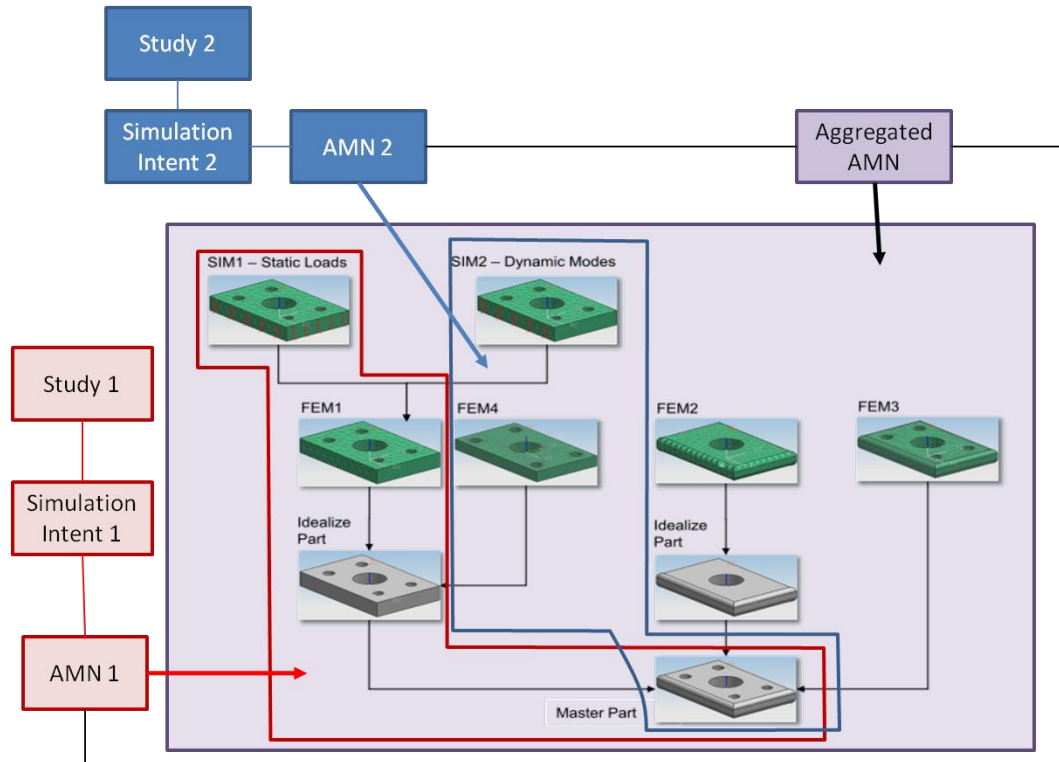 Study 2
Simulation
Intent 2
AMN 2
Aggregated
AMN
SIM1 – Static Loads
SIM2 – Dynamic Modes
Study 1
FEM1
FEM4
FEM2
FEM3
Simulation
Intent 1
Idealize
Part
Idealize
Part
AMN 1
Master Part